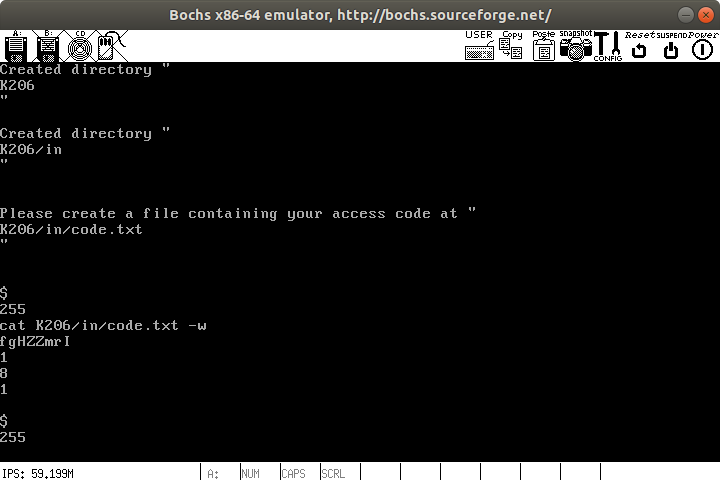 Bochs x86-64 emulator, http://bochs.sourceforge.net/
A: B: CD USER Copy Paste Snapshot CONFIG Reset SUSPEND Power
Created directory "
K206
"
Created directory "
K206/in
"
Please create a file containing your access code at "
K206/in/code.txt
"
$
255
cat K206/in/code.txt -w
fgHZZmrI
1
8
1
$
255
IPS: 59.199M A: NUM CAPS SCRL